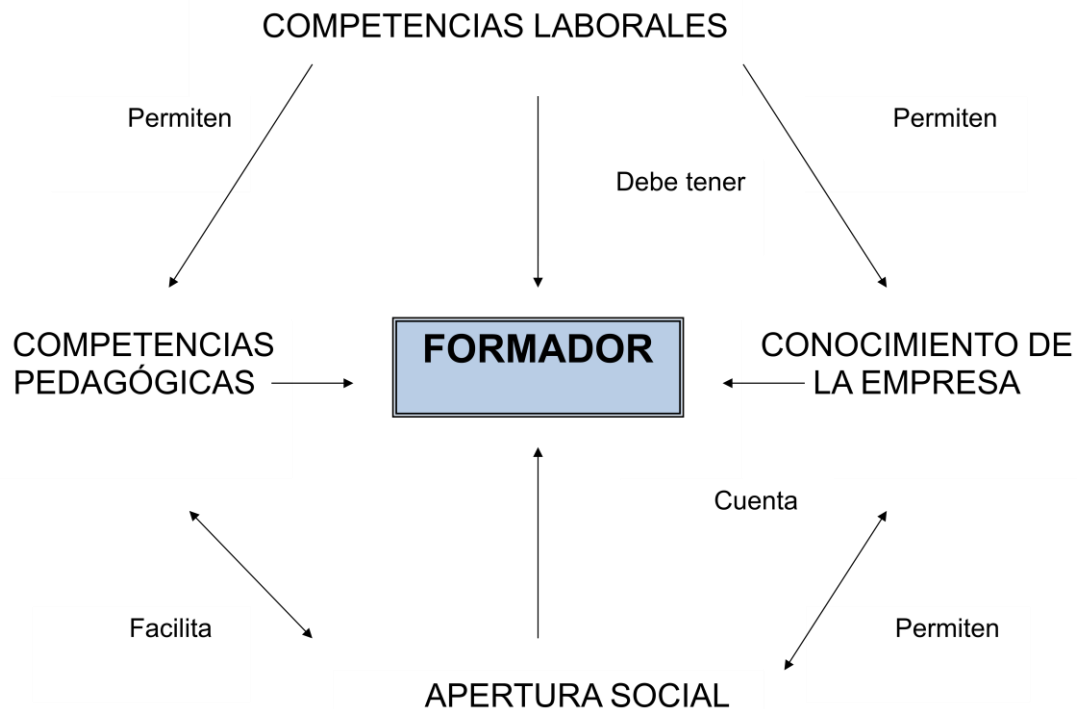 COMPETENCIAS LABORALES
Permiten
Permiten
Debe tener
COMPETENCIAS
PEDAGÓGICAS
FORMADOR
CONOCIMIENTO DE
LA EMPRESA
Cuenta
Facilita
Permiten
APERTURA SOCIAL